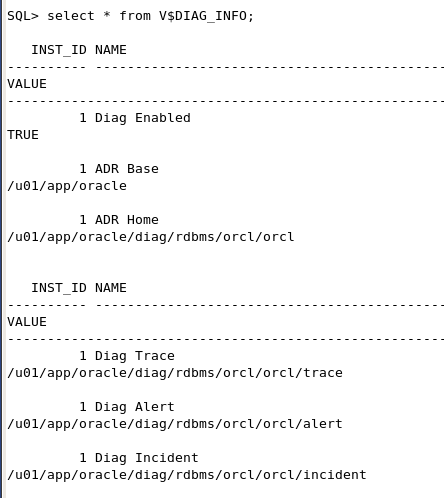 SQL> select * from V$DIAG_INFO;
   INST_ID NAME
---------- --------------------------------------------
VALUE
-------------------------------------------------------
         1 Diag Enabled
TRUE
         1 ADR Base
/u01/app/oracle
         1 ADR Home
/u01/app/oracle/diag/rdbms/orcl/orcl
   INST_ID NAME
---------- --------------------------------------------
VALUE
-------------------------------------------------------
         1 Diag Trace
/u01/app/oracle/diag/rdbms/orcl/orcl/trace
         1 Diag Alert
/u01/app/oracle/diag/rdbms/orcl/orcl/alert
         1 Diag Incident
/u01/app/oracle/diag/rdbms/orcl/orcl/incident